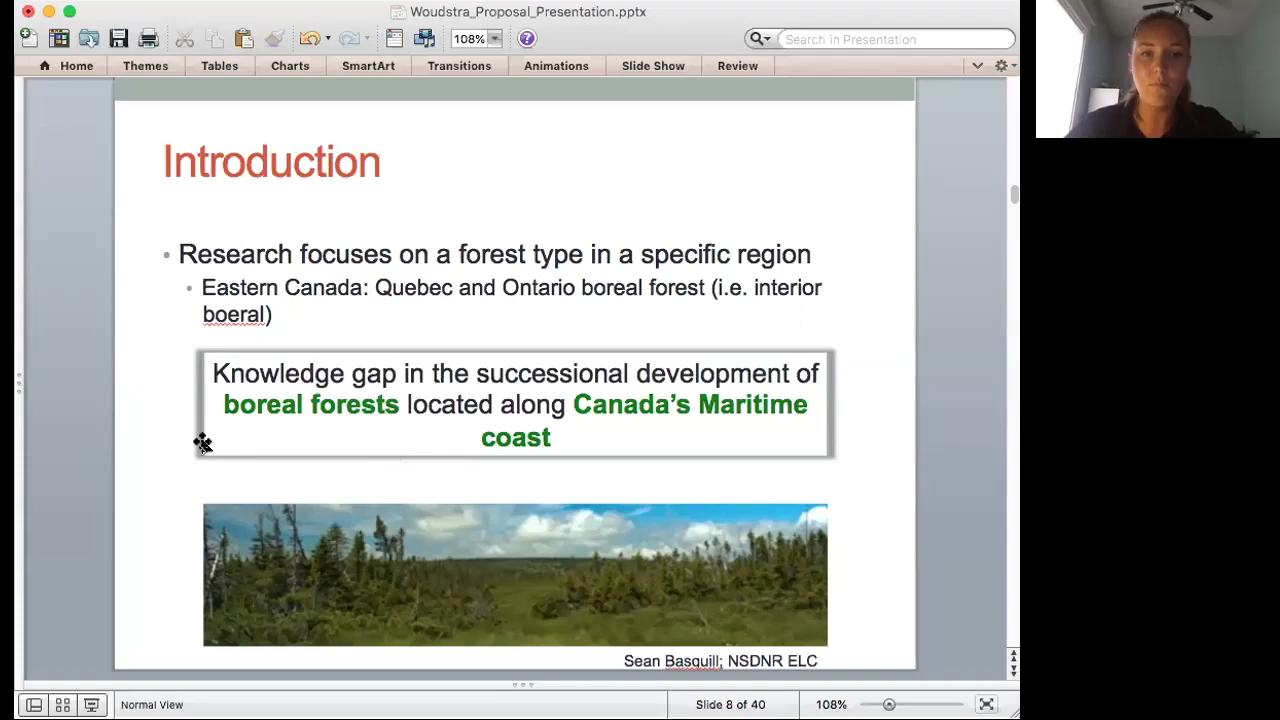 Woudstra_Proposal_Presentation.pptx
108%
Search in Presentation
Home Themes Tables Charts SmartArt Transitions Animations Slide Show Review
Introduction
• Research focuses on a forest type in a specific region
• Eastern Canada: Quebec and Ontario boreal forest (i.e. interior
boeral)
Knowledge gap in the successional development of
boreal forests located along Canada’s Maritime
coast
Sean Basquill; NSDNR ELC
Normal View Slide 8 of 40 108%